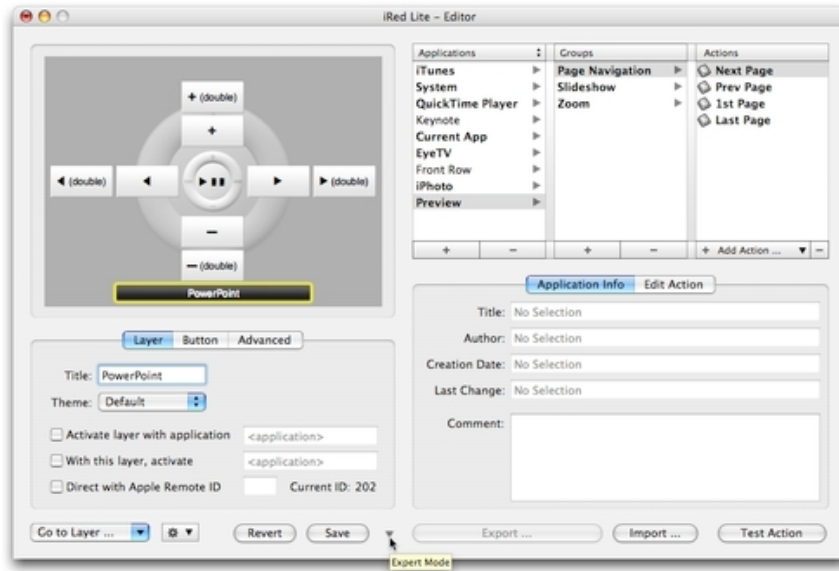 iRed Lite – Editor
+ (double)
+
◀ (double)
◀
▶▮▮
▶
▶ (double)
−
− (double)
PowerPoint
Layer Button Advanced
Title: PowerPoint
Theme: Default
Activate layer with application <application>
With this layer, activate <application>
Direct with Apple Remote ID Current ID: 202
Go to Layer ... Revert Save
Expert Mode
Applications Groups Actions
iTunes Page Navigation Next Page
System Slideshow Prev Page
QuickTime Player Zoom 1st Page
Keynote Last Page
Current App
EyeTV
Front Row
iPhoto
Preview
+ − + − + Add Action ... ▼ −
Application Info Edit Action
Title: No Selection
Author: No Selection
Creation Date: No Selection
Last Change: No Selection
Comment:
Export ... Import ... Test Action